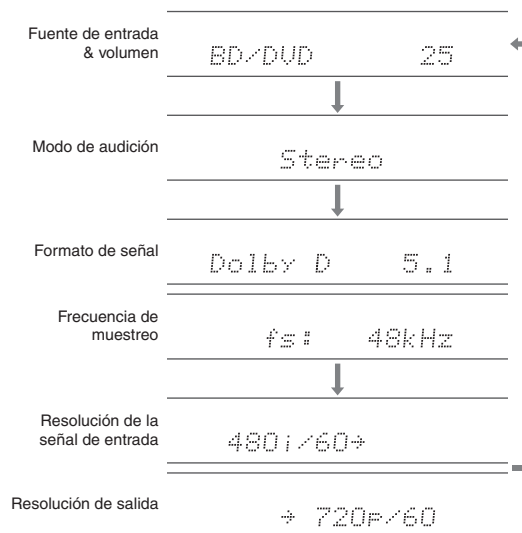 Fuente de entrada
& volumen
BD/DVD 25
Modo de audición
Stereo
Formato de señal
Dolby D 5.1
Frecuencia de
muestreo
fs: 48kHz
Resolución de la
señal de entrada
480i/60→
Resolución de salida
→ 720p/60